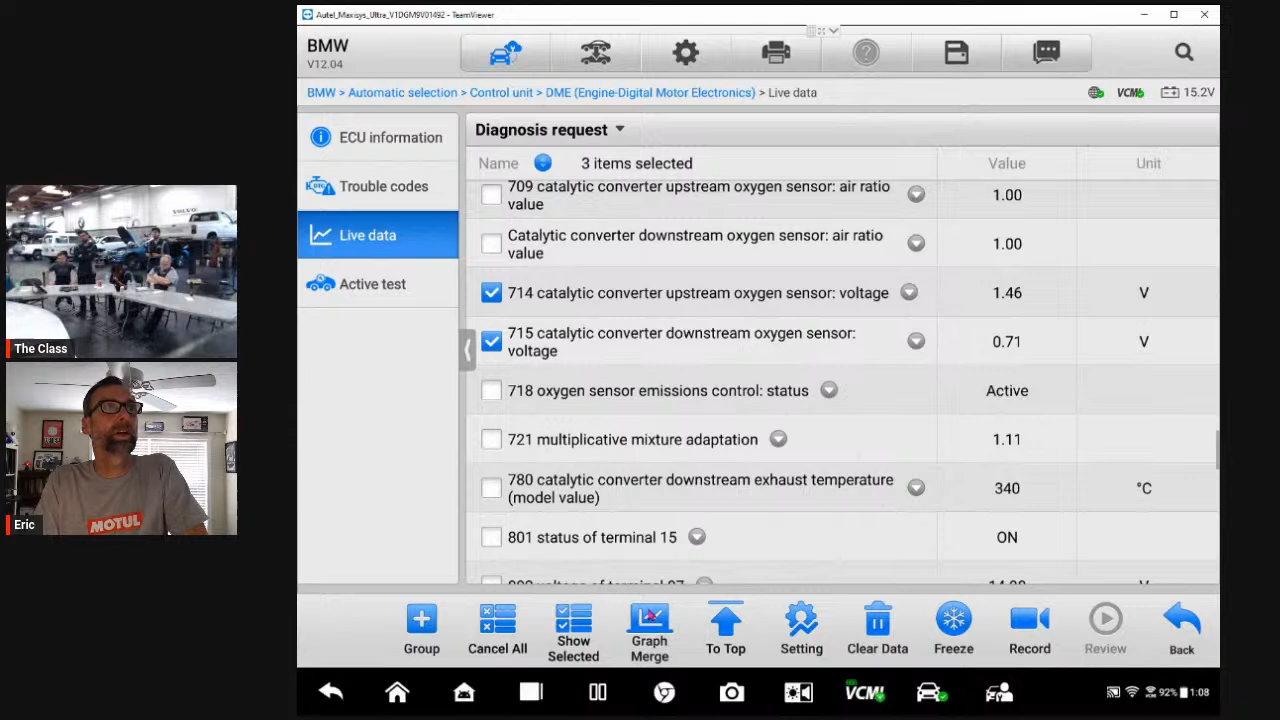 Autel_Maxisys_Ultra_V1DGM9V01492 - TeamViewer
BMW
V12.04
BMW > Automatic selection > Control unit > DME (Engine-Digital Motor Electronics) > Live data
VCMI
15.2V
ECU information
Trouble codes
Live data
Active test
Diagnosis request
Name
3 items selected
Value
Unit
709 catalytic converter upstream oxygen sensor: air ratio
value
1.00
Catalytic converter downstream oxygen sensor: air ratio
value
1.00
714 catalytic converter upstream oxygen sensor: voltage
1.46
V
715 catalytic converter downstream oxygen sensor:
voltage
0.71
V
718 oxygen sensor emissions control: status
Active
721 multiplicative mixture adaptation
1.11
780 catalytic converter downstream exhaust temperature
(model value)
340
°C
801 status of terminal 15
ON
Group
Cancel All
Show
Selected
Graph
Merge
To Top
Setting
Clear Data
Freeze
Record
Review
Back
VCMI
92%
1:08
VOLVO
The Class
MOTUL
Eric